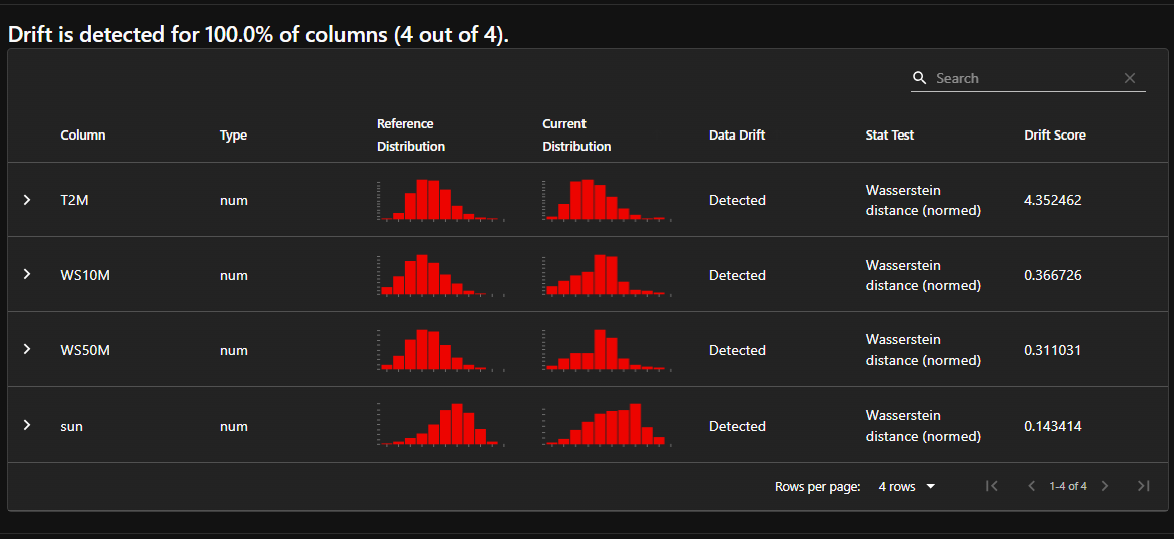 Drift is detected for 100.0% of columns (4 out of 4).
Search
Column
Type
Reference
Distribution
Current
Distribution
Data Drift
Stat Test
Drift Score
T2M
num
Detected
Wasserstein
distance (normed)
4.352462
WS10M
num
Detected
Wasserstein
distance (normed)
0.366726
WS50M
num
Detected
Wasserstein
distance (normed)
0.311031
sun
num
Detected
Wasserstein
distance (normed)
0.143414
Rows per page:
4 rows
1-4 of 4